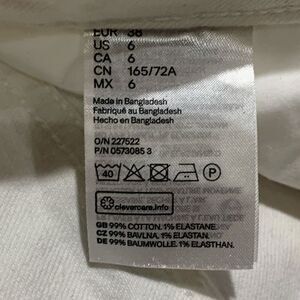 EUR 38
US 6
CA 6
CN 165/72A
MX 6
Made in Bangladesh
Fabriqué au Bangladesh
Hecho en Bangladesh
O/N 227522
P/N 0573085 3
40 P
clevercare.info
GB 99% COTTON. 1% ELASTANE.
CZ 99% BAVLNA. 1% ELASTAN.
DE 99% BAUMWOLLE. 1% ELASTHAN.